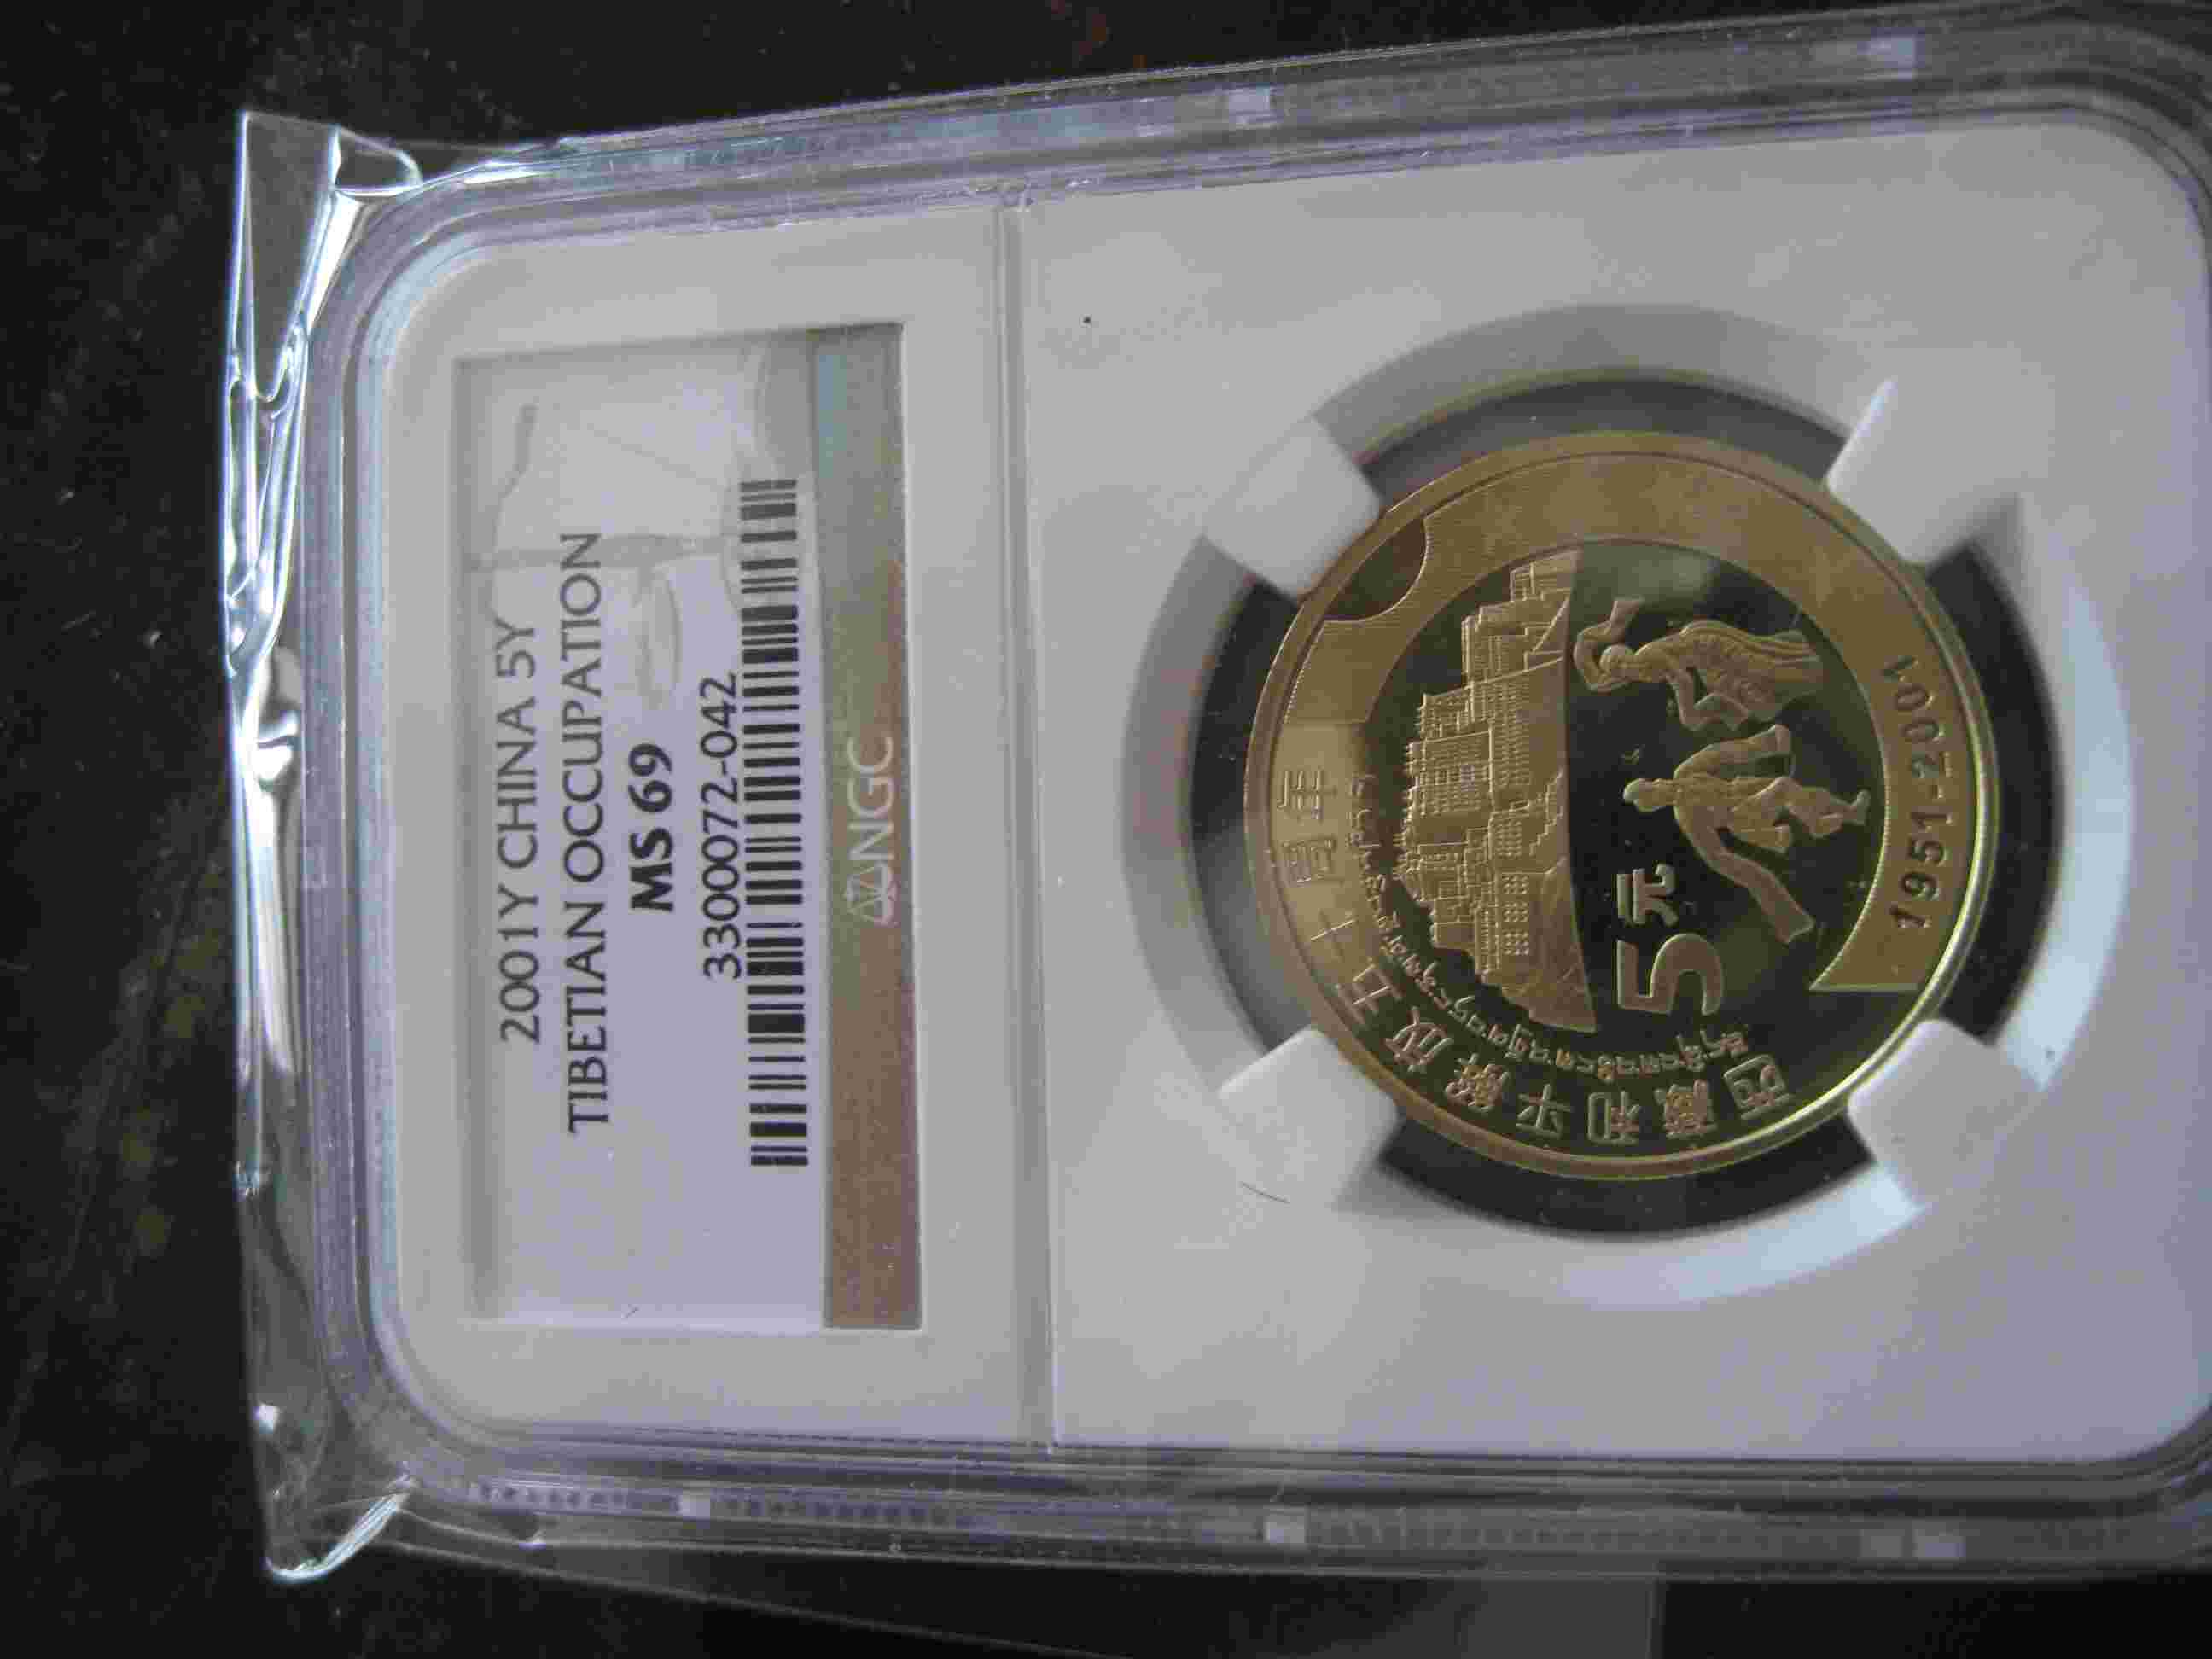 2001Y CHINA 5Y
TIBETIAN OCCUPATION
MS 69
3300072-042
NGC
西藏和平解放五十周年
5元
1951-2001